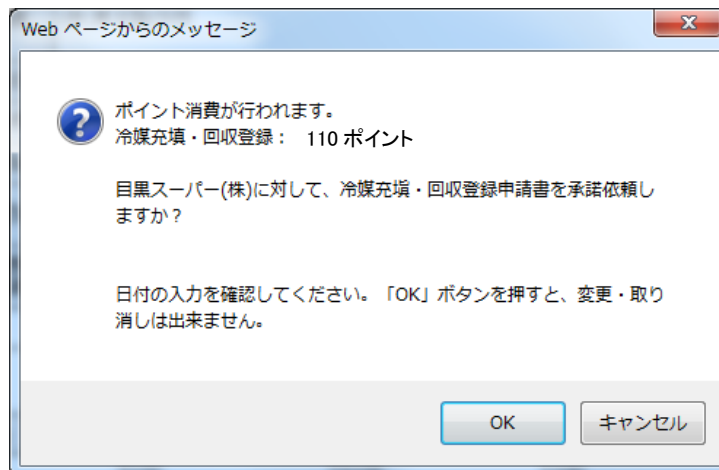 Web ページからのメッセージ
X
ポイント消費が行われます。
冷媒充填・回収登録： 110 ポイント
目黒スーパー(株)に対して、冷媒充塡・回収登録申請書を承諾依頼し
ますか？
日付の入力を確認してください。「OK」ボタンを押すと、変更・取り
消しは出来ません。
OK
キャンセル